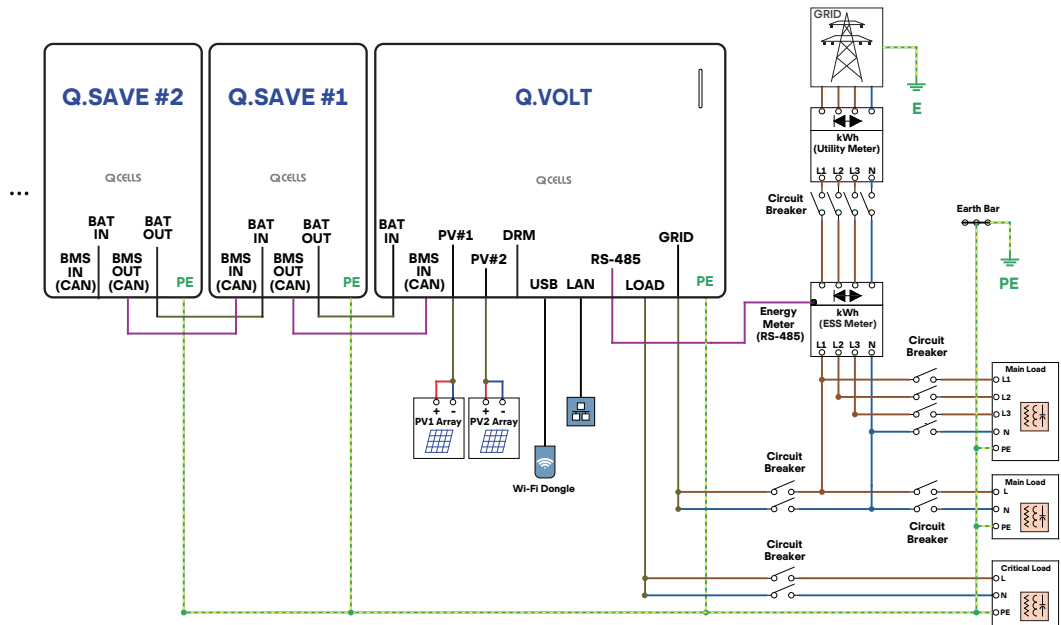 GRID
E
kWh
(Utility Meter)
L1 L2 L3 N
Circuit
Breaker
Earth Bar
PE
Q.SAVE #2
Q.SAVE #1
Q.VOLT
QCELLS
QCELLS
QCELLS
...
BAT
IN
BAT
OUT
BMS
IN
(CAN)
BMS
OUT
(CAN)
PE
BAT
IN
BAT
OUT
BMS
IN
(CAN)
BMS
OUT
(CAN)
PE
BAT
IN
BMS
IN
(CAN)
PV#1
PV#2
DRM
USB
LAN
RS-485
LOAD
GRID
PE
Energy
Meter
(RS-485)
kWh
(ESS Meter)
L1 L2 L3 N
Circuit
Breaker
Main Load
L1
L2
L3
N
PE
+ -
PV1 Array
+ -
PV2 Array
Wi-Fi Dongle
Circuit
Breaker
Circuit
Breaker
Main Load
L
N
PE
Circuit
Breaker
Critical Load
L
N
PE